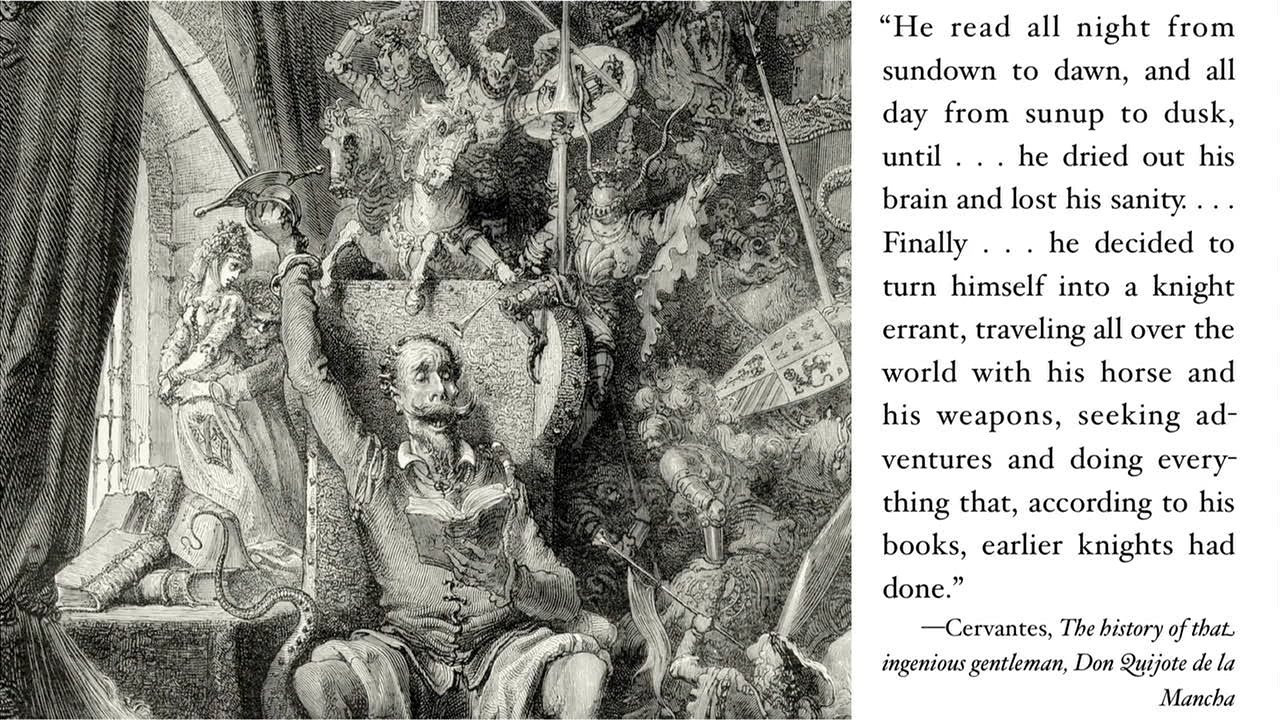 “He read all night from
sundown to dawn, and all
day from sunup to dusk,
until . . . he dried out his
brain and lost his sanity. . . .
Finally . . . he decided to
turn himself into a knight
errant, traveling all over the
world with his horse and
his weapons, seeking ad-
ventures and doing every-
thing that, according to his
books, earlier knights had
done.”
—Cervantes, The history of that
ingenious gentleman, Don Quijote de la
Mancha